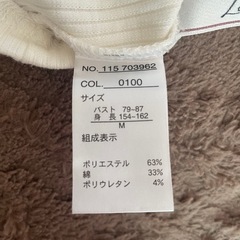 NO. 115 703962
COL. 0100
サイズ
バスト 79-87
身 長 154-162
M
組成表示
ポリエステル 63%
綿 33%
ポリウレタン 4%